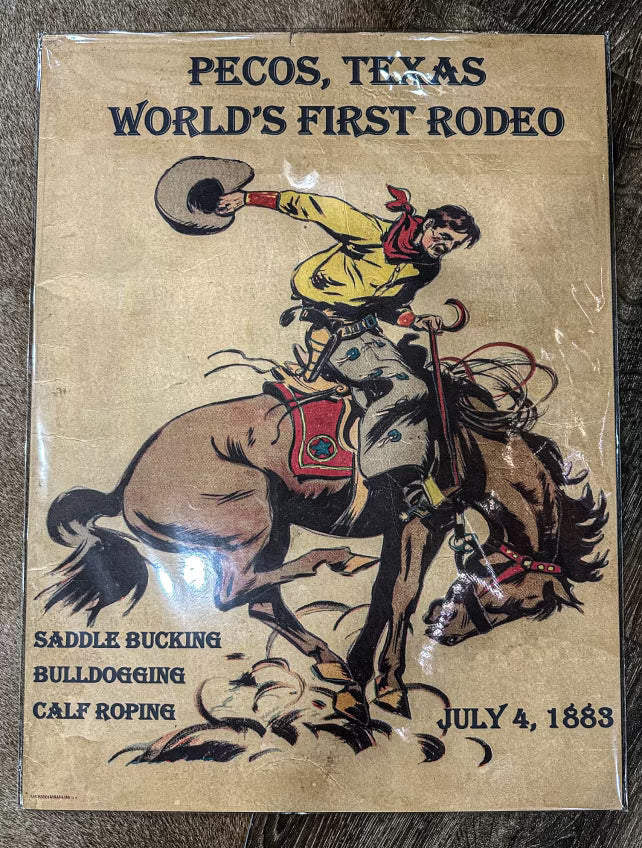 PECOS, TEXAS
WORLD'S FIRST RODEO
SADDLE BUCKING
BULLDOGGING
CALF ROPING
JULY 4, 1883